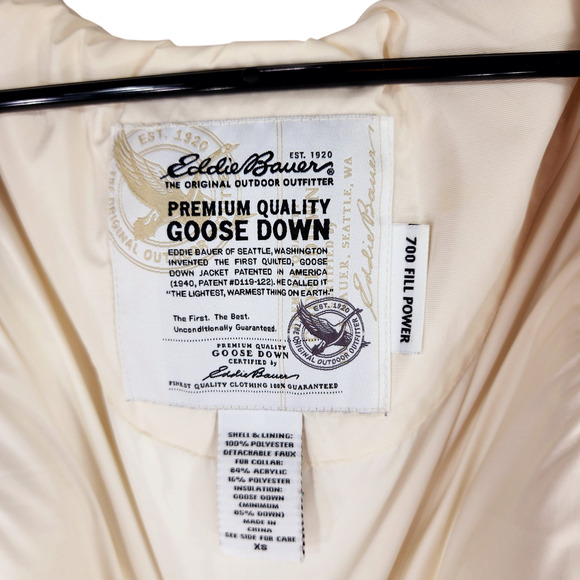 EST. 1920
EST. 1920
Eddie Bauer®
THE ORIGINAL OUTDOOR OUTFITTER
PREMIUM QUALITY
GOOSE DOWN
EDDIE BAUER OF SEATTLE, WASHINGTON
INVENTED THE FIRST QUILTED, GOOSE
DOWN JACKET PATENTED IN AMERICA
(1940, PATENT #D119-122). HE CALLED IT
"THE LIGHTEST, WARMEST THING ON EARTH."
The First. The Best.
Unconditionally Guaranteed.
PREMIUM QUALITY
GOOSE DOWN
CERTIFIED by
Eddie Bauer
FINEST QUALITY CLOTHING 100% GUARANTEED
EST. 1920
THE ORIGINAL OUTDOOR OUTFITTER
Eddie Bauer
BAUER, SEATTLE, WA
700 FILL POWER
SHELL & LINING:
100% POLYESTER
DETACHABLE FAUX
FUR COLLAR:
84% ACRYLIC
16% POLYESTER
INSULATION:
GOOSE DOWN
(MINIMUM
85% DOWN)
MADE IN
CHINA
SEE SIDE FOR CARE
XS